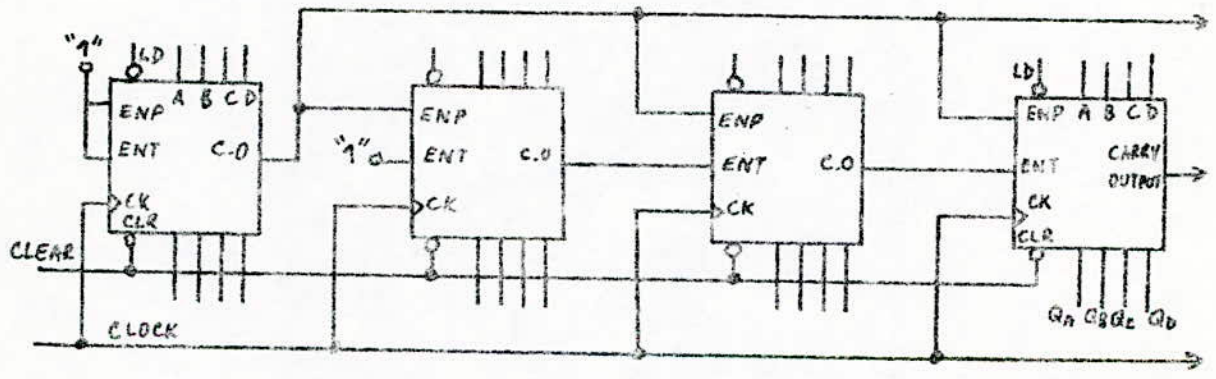 "1"
LD
A B C D
ENP
ENT
C.O
CK
CLR
ENP
"1"
ENT
C.O
CK
ENP
ENT
C.O
CK
LD
ENP A B C D
ENT
CARRY
OUTPUT
CK
CLR
CLEAR
QA QB QC QD
CLOCK